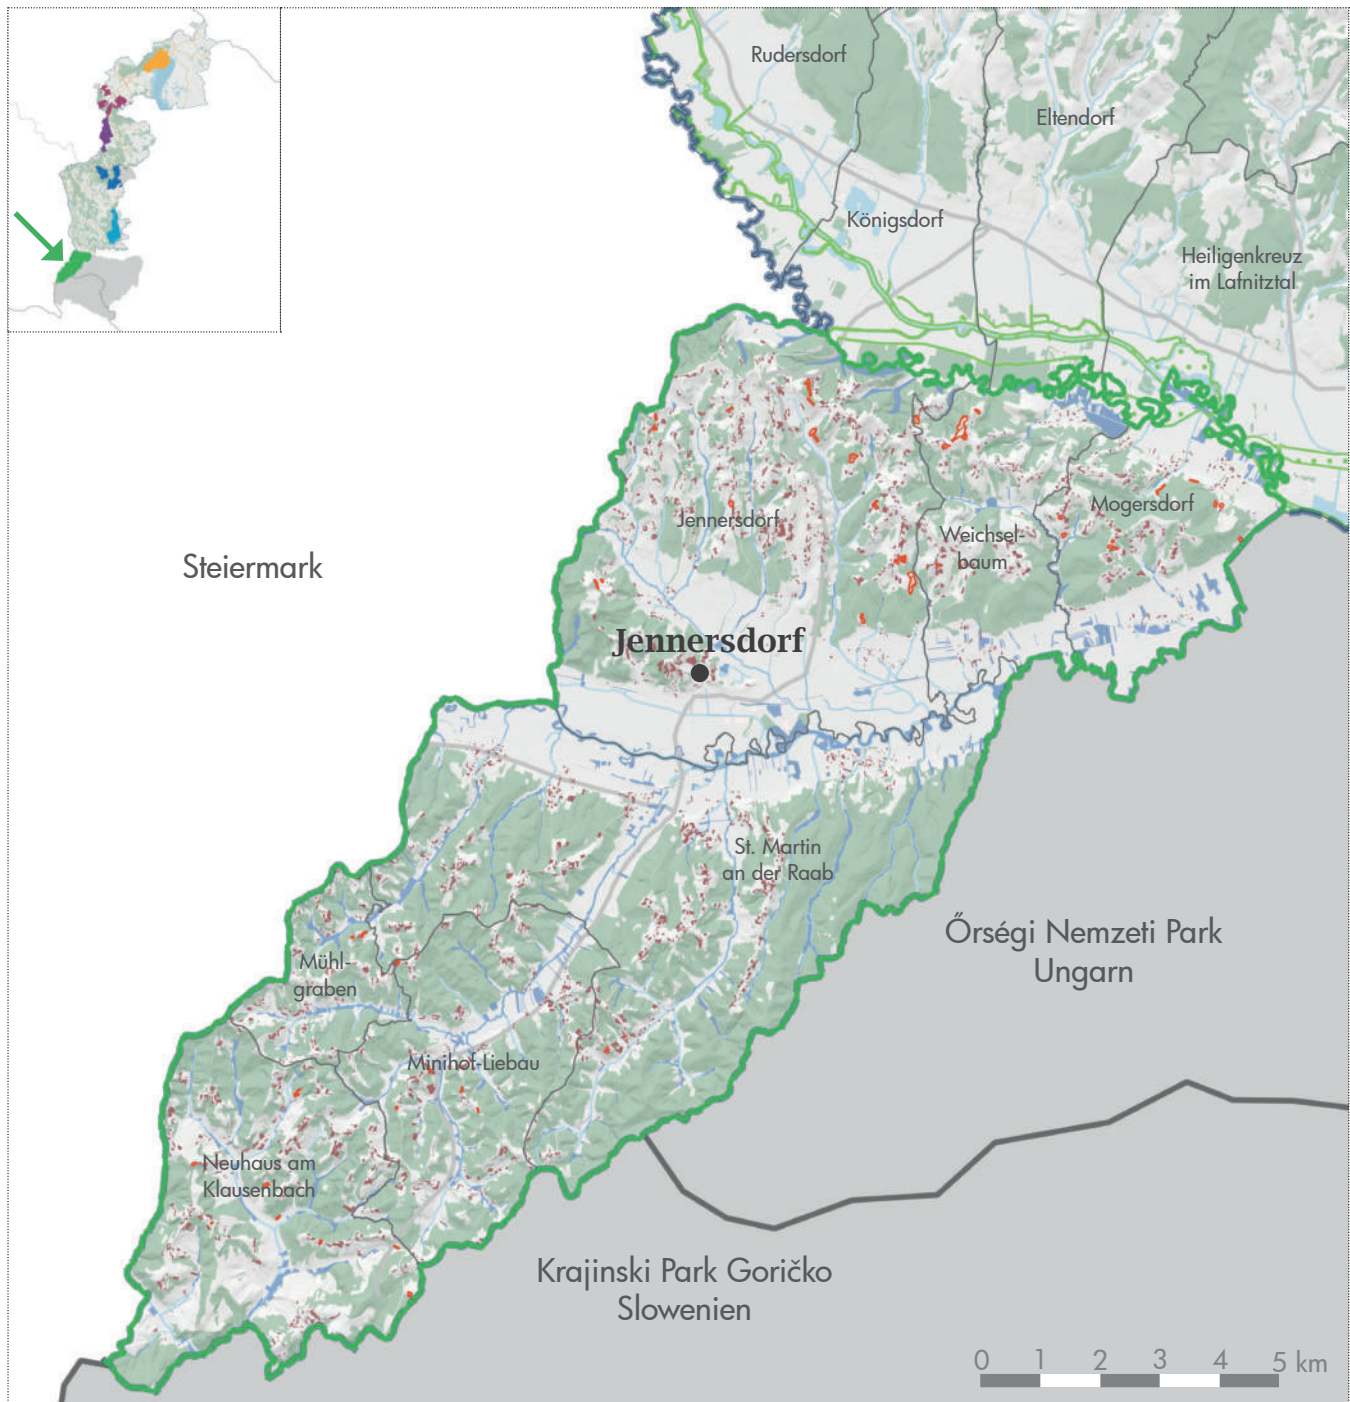 Rudersdorf
Eltendorf
Königsdorf
Heiligenkreuz
im Lafnitztal
Steiermark
Jennersdorf
Weichsel-
baum
Mogersdorf
Jennersdorf
St. Martin
an der Raab
Őrségi Nemzeti Park
Ungarn
Mühl-
graben
Minihof-Liebau
Neuhaus am
Klausenbach
Krajinski Park Goričko
Slowenien
0 1 2 3 4 5 km